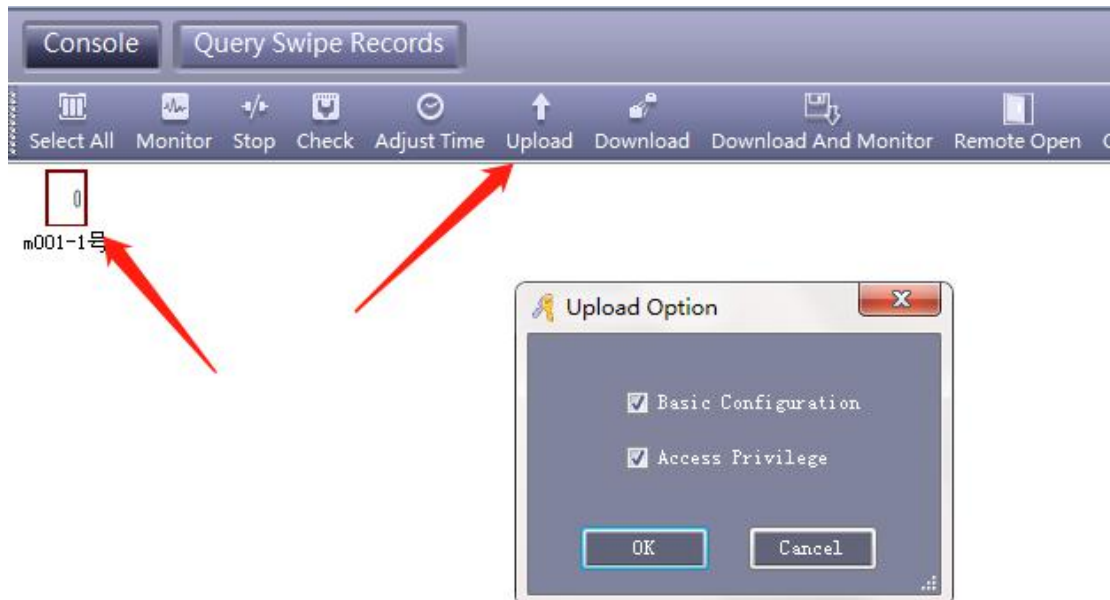 Console Query Swipe Records
Select All Monitor Stop Check Adjust Time Upload Download Download And Monitor Remote Open
m001-1号
Upload Option
Basic Configuration
Access Privilege
OK Cancel